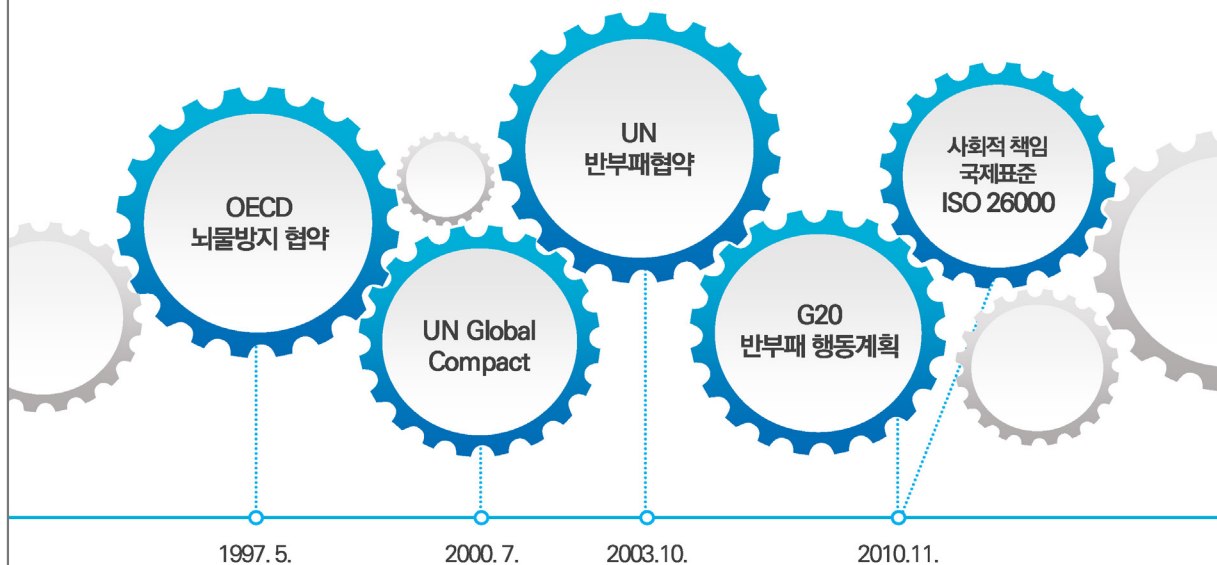 OECD
뇌물방지 협약
UN Global
Compact
UN
반부패협약
G20
반부패 행동계획
사회적 책임
국제표준
ISO 26000
1997. 5.
2000. 7.
2003.10.
2010.11.